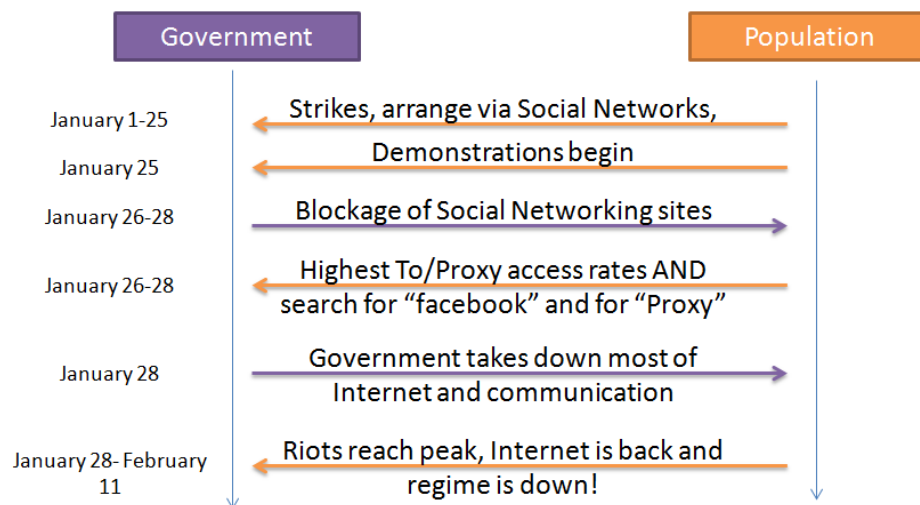 Government
Population
January 1-25
Strikes, arrange via Social Networks,
January 25
Demonstrations begin
January 26-28
Blockage of Social Networking sites
January 26-28
Highest To/Proxy access rates AND
search for “facebook” and for “Proxy”
January 28
Government takes down most of
Internet and communication
January 28- February
11
Riots reach peak, Internet is back and
regime is down!